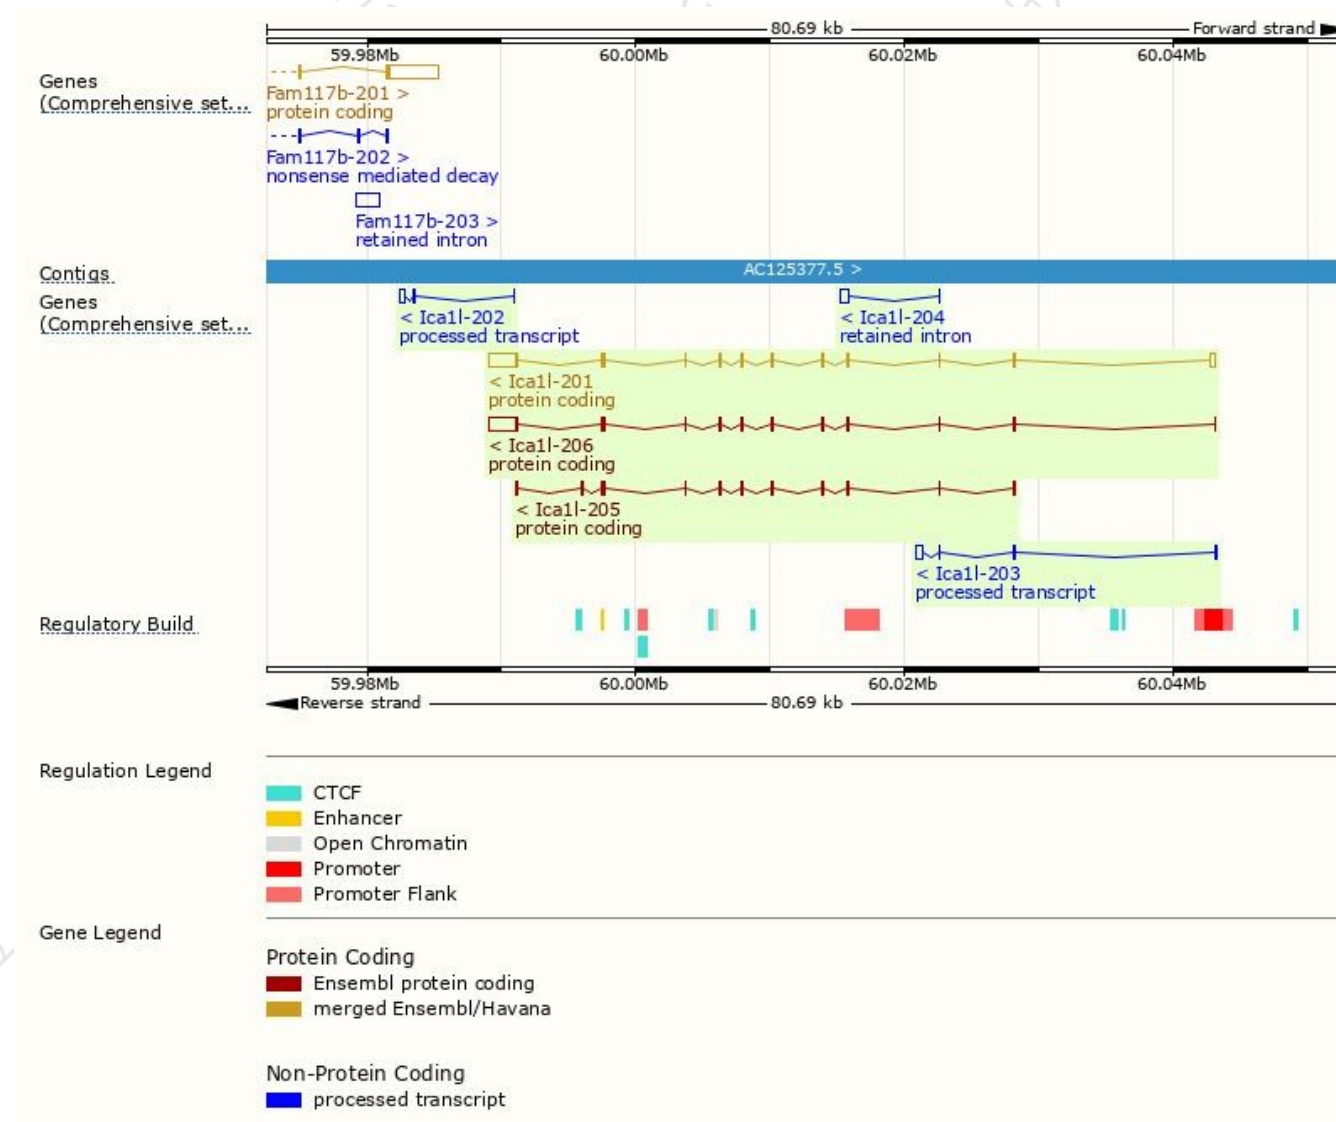 80.69 kb
Forward strand
59.98Mb 60.00Mb 60.02Mb 60.04Mb
Genes
(Comprehensive set...
Fam117b-201 >
protein coding
Fam117b-202 >
nonsense mediated decay
Fam117b-203 >
retained intron
Contigs
AC125377.5 >
Genes
(Comprehensive set...
< Ica1l-202
processed transcript
< Ica1l-204
retained intron
< Ica1l-201
protein coding
< Ica1l-206
protein coding
< Ica1l-205
protein coding
< Ica1l-203
processed transcript
Regulatory Build
59.98Mb 60.00Mb 60.02Mb 60.04Mb
Reverse strand
80.69 kb
Regulation Legend
CTCF
Enhancer
Open Chromatin
Promoter
Promoter Flank
Gene Legend
Protein Coding
Ensembl protein coding
merged Ensembl/Havana
Non-Protein Coding
processed transcript